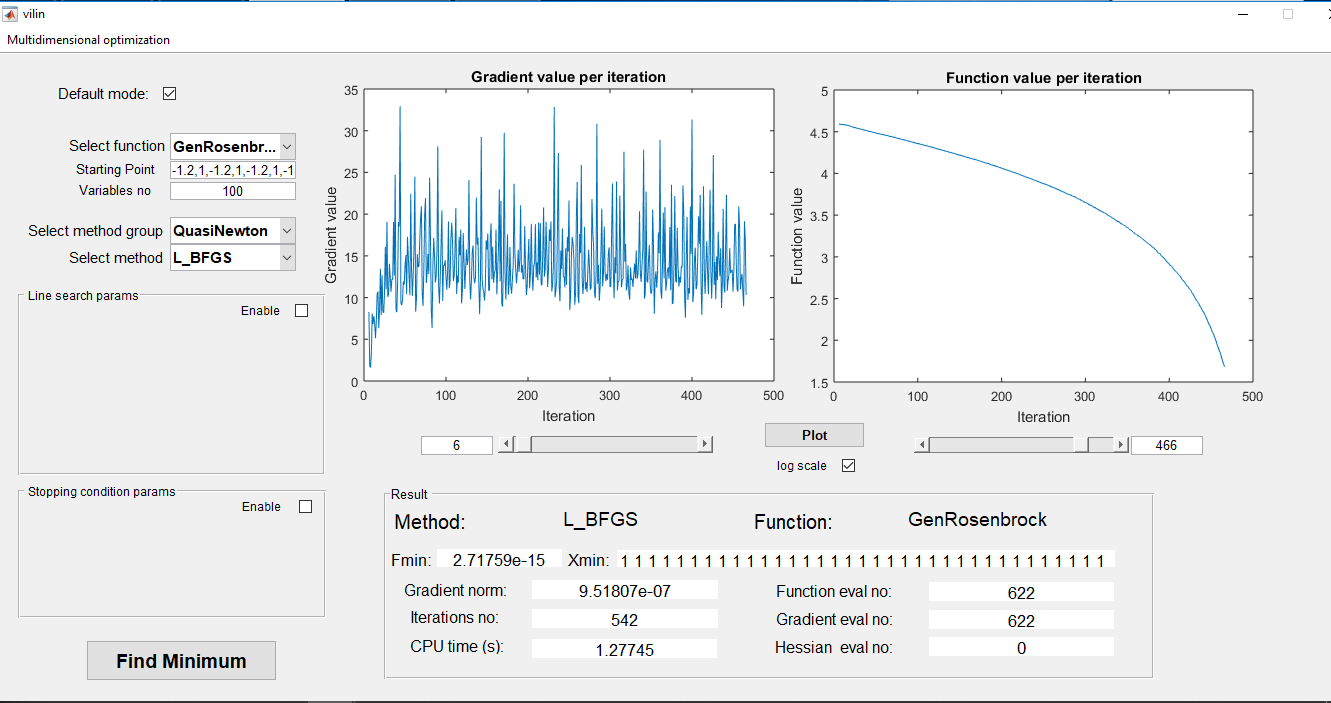 vilin
Multidimensional optimization
Default mode:
Select function GenRosenbr...
Starting Point -1.2,1,-1.2,1,-1.2,1,-1
Variables no 100
Select method group QuasiNewton
Select method L_BFGS
Line search params
Enable
Stopping condition params
Enable
Find Minimum
Gradient value per iteration
Gradient value
35
30
25
20
15
10
5
0
0 100 200 300 400 500
Iteration
6
Function value per iteration
Function value
5
4.5
4
3.5
3
2.5
2
1.5
0 100 200 300 400 500
Iteration
466
Plot
log scale
Result
Method: L_BFGS Function: GenRosenbrock
Fmin: 2.71759e-15 Xmin: 1 1 1 1 1 1 1 1 1 1 1 1 1 1 1 1 1 1 1 1 1 1 1 1 1 1 1 1 1 1 1 1 1 1 1
Gradient norm: 9.51807e-07 Function eval no: 622
Iterations no: 542 Gradient eval no: 622
CPU time (s): 1.27745 Hessian eval no: 0